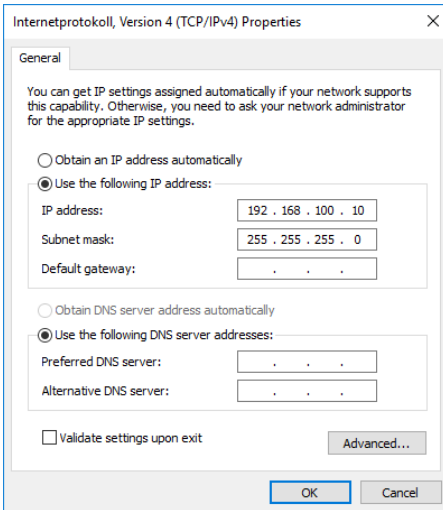 Internetprotokoll, Version 4 (TCP/IPv4) Properties
General
You can get IP settings assigned automatically if your network supports
this capability. Otherwise, you need to ask your network administrator
for the appropriate IP settings.
Obtain an IP address automatically
Use the following IP address:
IP address: 192 . 168 . 100 . 10
Subnet mask: 255 . 255 . 255 . 0
Default gateway: . . .
Obtain DNS server address automatically
Use the following DNS server addresses:
Preferred DNS server: . . .
Alternative DNS server: . . .
Validate settings upon exit
Advanced...
OK Cancel